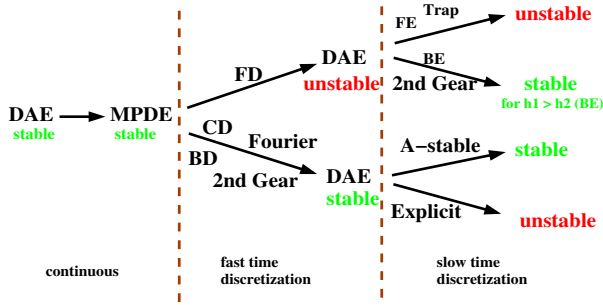 DAE
stable
MPDE
stable
FD
CD
BD
Fourier
2nd Gear
DAE
unstable
DAE
stable
FE
Trap
unstable
BE
2nd Gear
stable
for h1 > h2 (BE)
A-stable
stable
Explicit
unstable
continuous
fast time
discretization
slow time
discretization